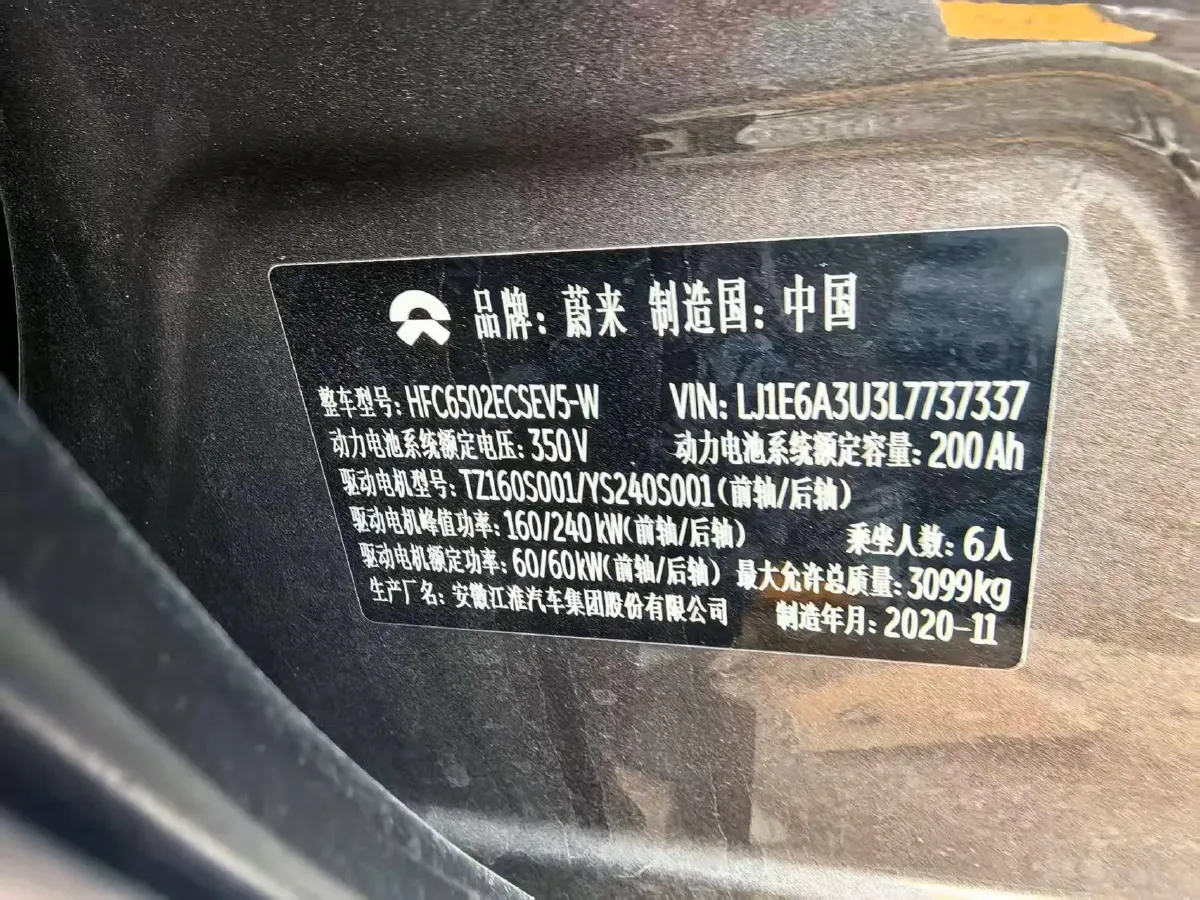 品牌: 蔚来 制造国: 中国
整车型号: HFC6502ECSEV5-W VIN: LJ1E6A3U3L7737337
动力电池系统额定电压: 350V 动力电池系统额定容量: 200Ah
驱动电机型号: TZ160S001/YS240S001(前轴/后轴)
驱动电机峰值功率: 160/240kW(前轴/后轴) 乘坐人数: 6人
驱动电机额定功率: 60/60kW(前轴/后轴) 最大允许总质量: 3099kg
生产厂名: 安徽江淮汽车集团股份有限公司 制造年月: 2020-11